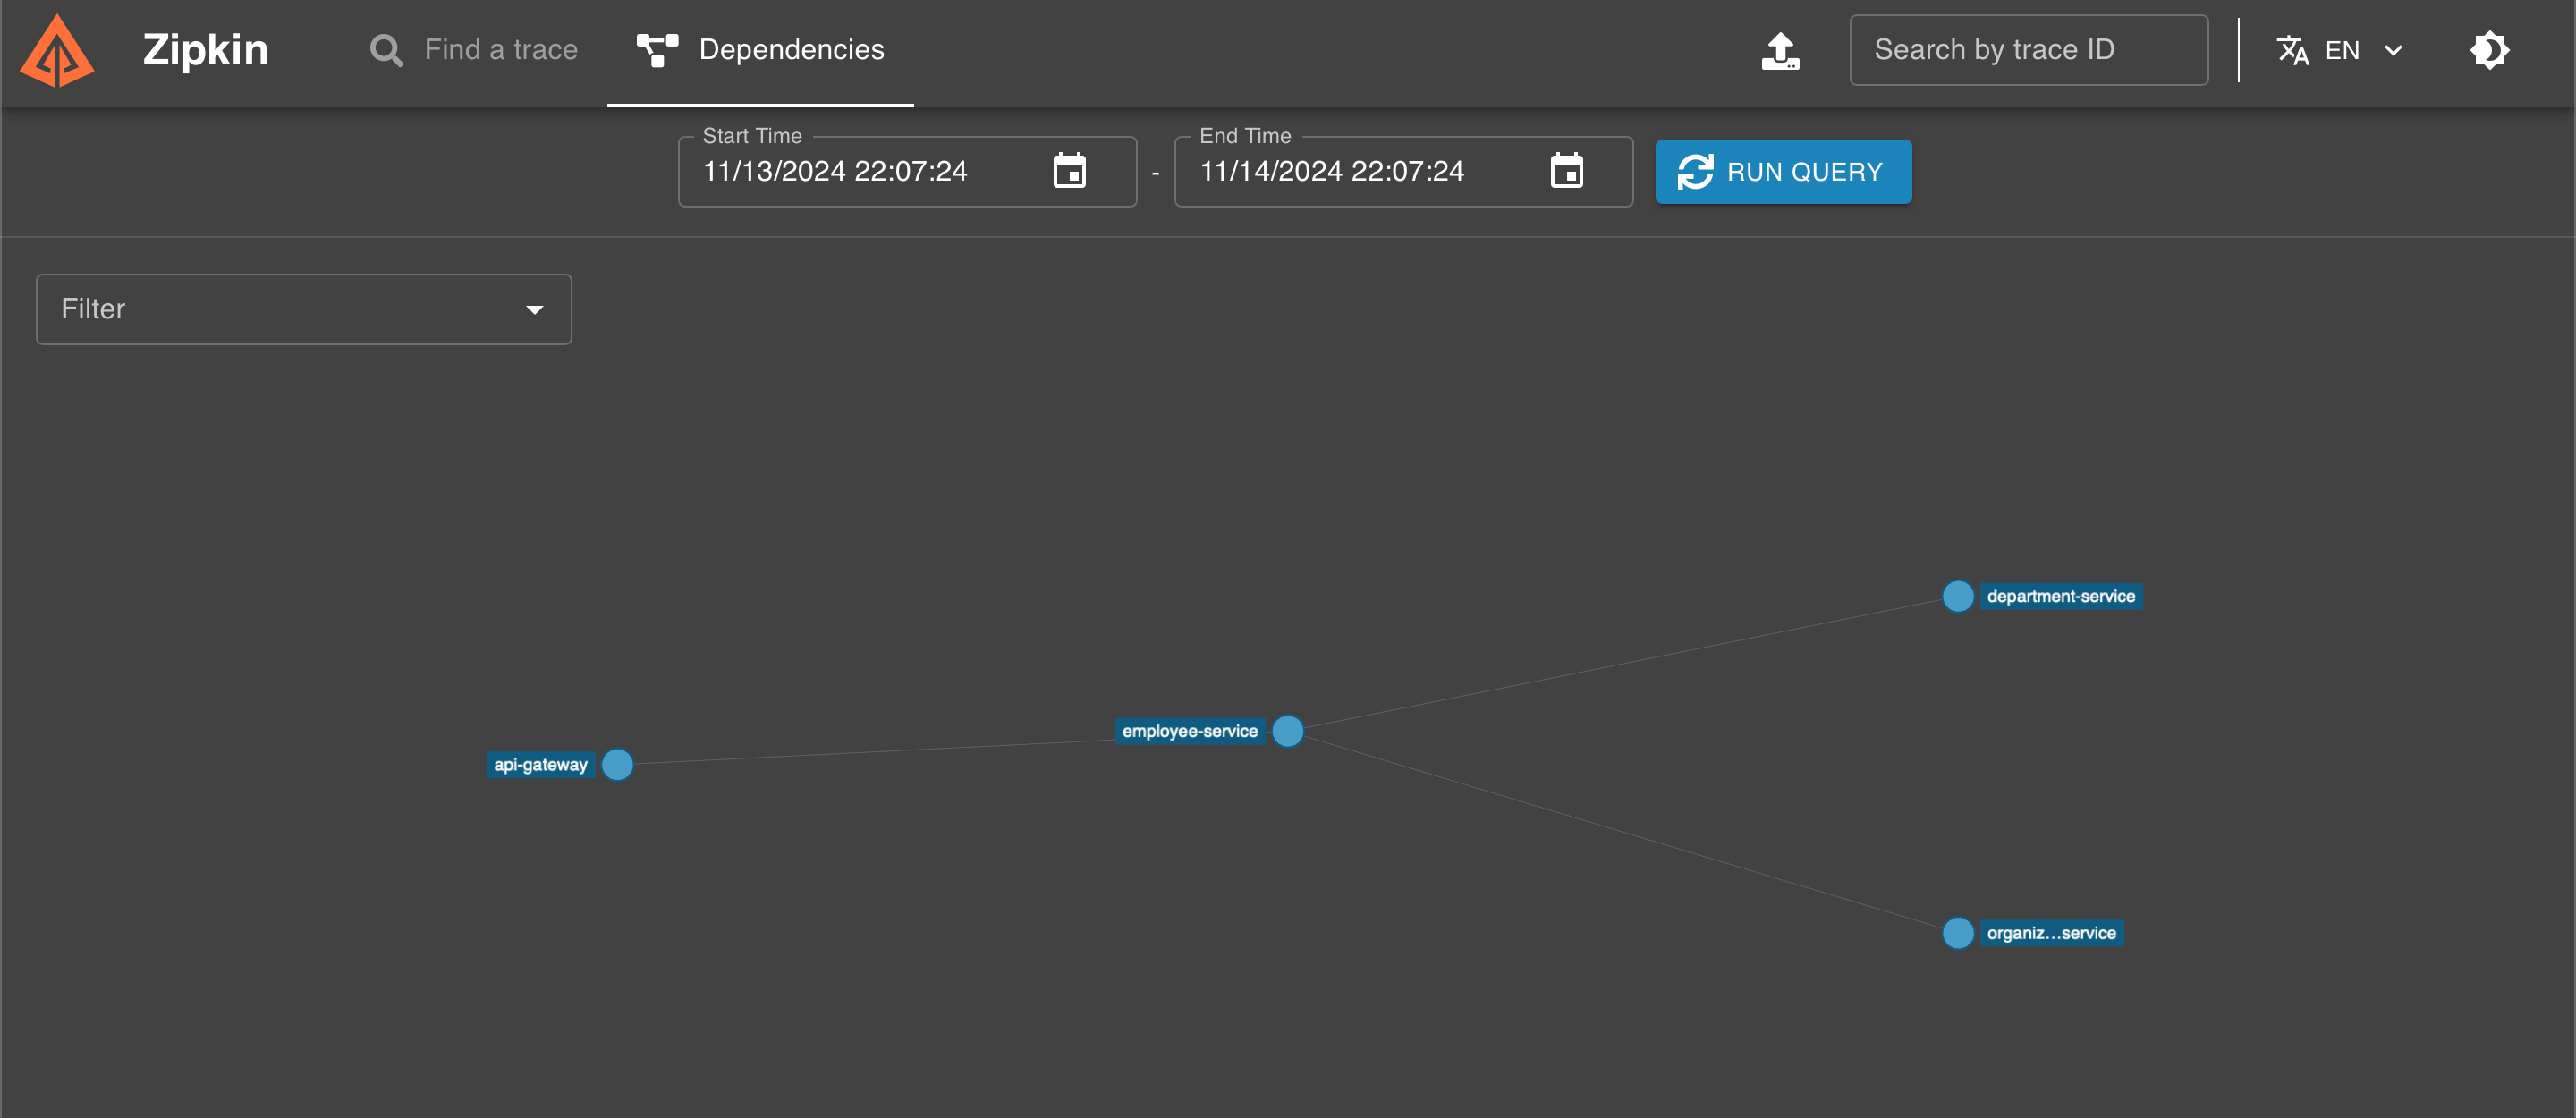 Zipkin
Find a trace
Dependencies
Search by trace ID
EN
Start Time
11/13/2024 22:07:24
-
End Time
11/14/2024 22:07:24
RUN QUERY
Filter
department-service
employee-service
api-gateway
organiz...service